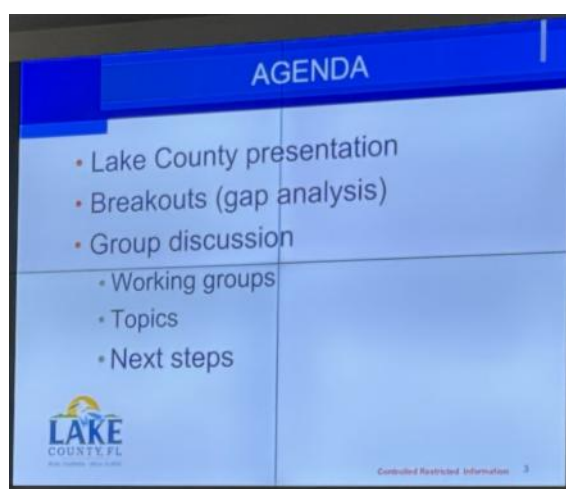 AGENDA
• Lake County presentation
• Breakouts (gap analysis)
• Group discussion
• Working groups
• Topics
• Next steps
LAKE
COUNTY, FL
Controlled Restricted Information 3